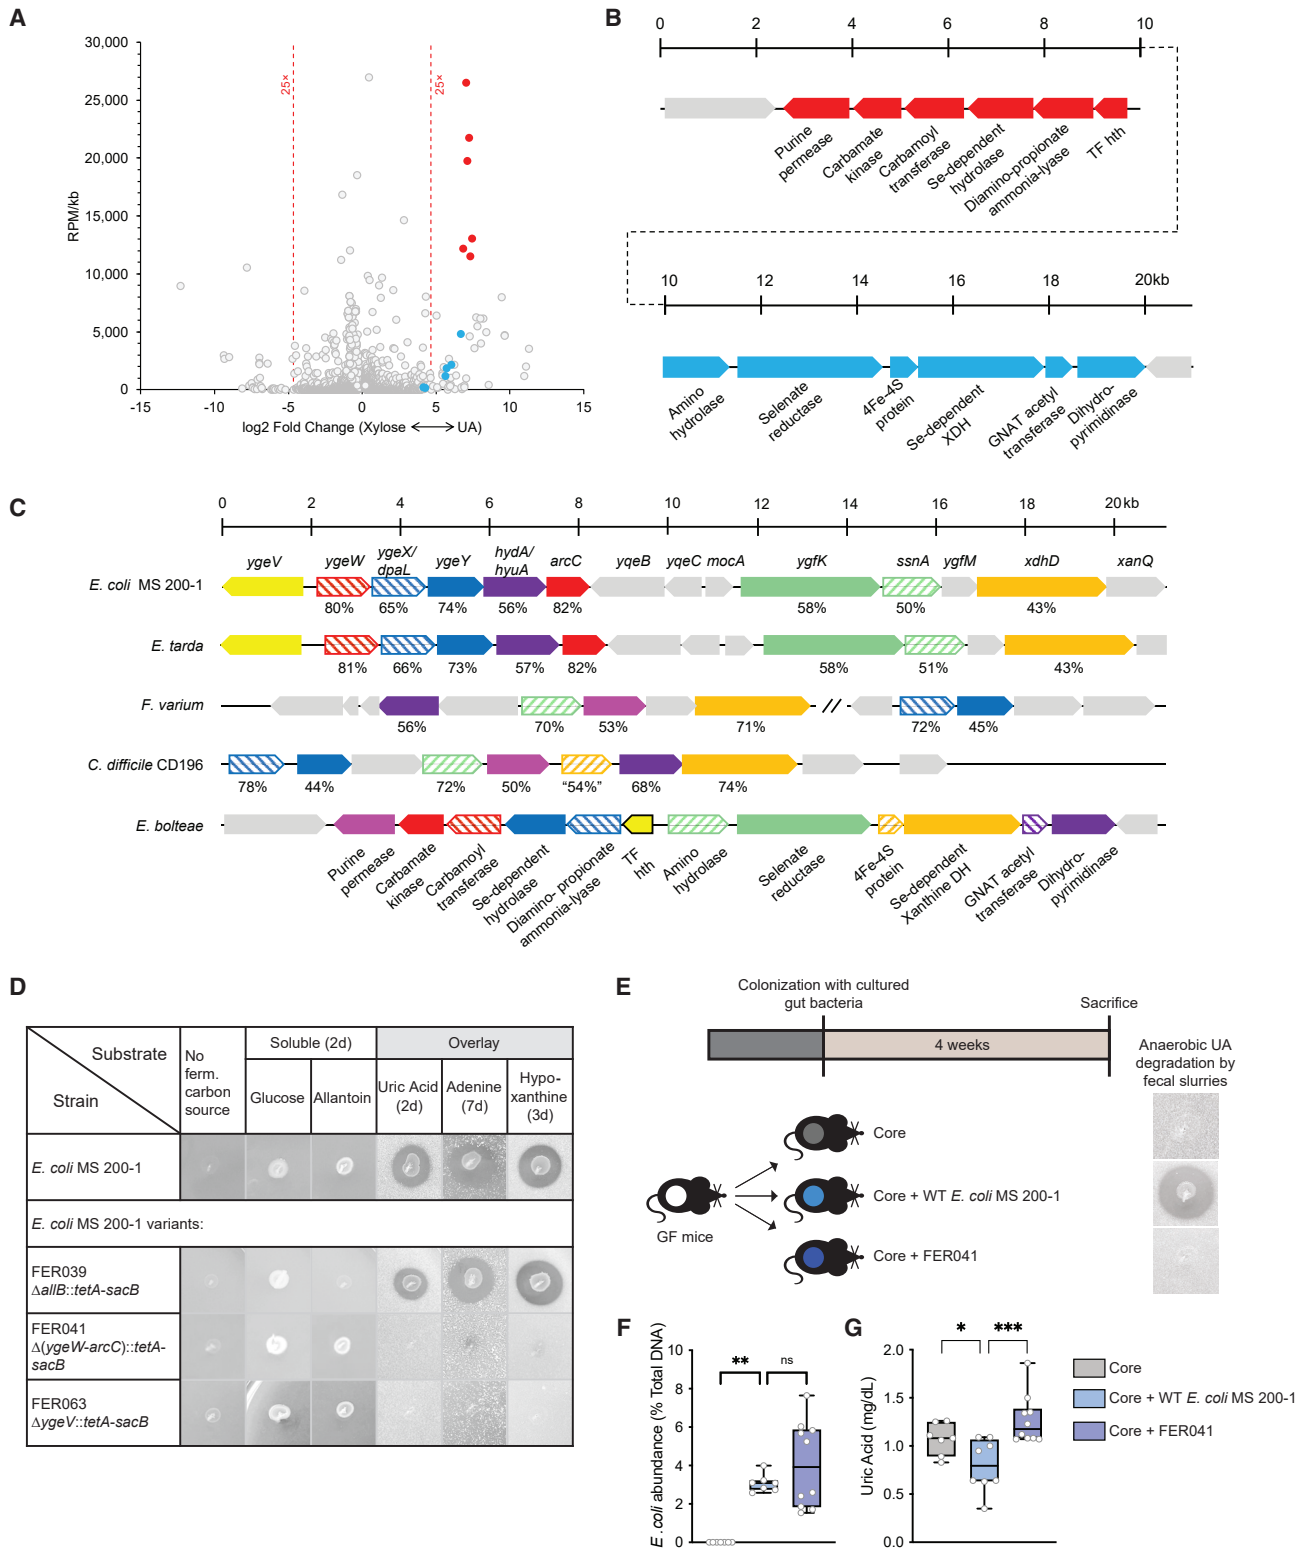 A
30,000
25,000
20,000
15,000
10,000
5,000
0
RPM/kb
25×
25×
-15
-10
-5
0
5
10
15
log2 Fold Change (Xylose ⟷ UA)
B
0
2
4
6
8
10
Purine permease
Carbamate kinase
Carbamoyl transferase
Se-dependent hydrolase
Diamino-propionate ammonia-lyase
TF hth
10
12
14
16
18
20kb
Amino hydrolase
Selenate reductase
4Fe-4S protein
Se-dependent XDH
GNAT acetyl transferase
Dihydro-pyrimidinase
C
0
2
4
6
8
10
12
14
16
18
20kb
ygeV
ygeW
ygeX/dpaL
ygeY
hydA/hyuA
arcC
yqeB
yqeC
mocA
ygfK
ssnA
ygfM
xdhD
xanQ
E. coli MS 200-1
80%
65%
74%
56%
82%
58%
50%
43%
E. tarda
81%
66%
73%
57%
82%
58%
51%
43%
F. varium
//
56%
70%
53%
71%
72%
45%
C. difficile CD196
78%
44%
72%
50%
“54%”
68%
74%
E. bolteae
Purine permease
Carbamate kinase
Carbamoyl transferase
Se-dependent hydrolase
Diamino- propionate ammonia-lyase
TF hth
Amino hydrolase
Selenate reductase
4Fe-4S protein
Se-dependent Xanthine DH
GNAT acetyl transferase
Dihydro-pyrimidinase
D
Substrate
Strain
No ferm. carbon source
Soluble (2d)
Overlay
Glucose
Allantoin
Uric Acid (2d)
Adenine (7d)
Hypo-xanthine (3d)
E. coli MS 200-1
E. coli MS 200-1 variants:
FER039
ΔallB::tetA-sacB
FER041
Δ(ygeW-arcC)::tetA-sacB
FER063
ΔygeV::tetA-sacB
E
Colonization with cultured gut bacteria
Sacrifice
4 weeks
Anaerobic UA degradation by fecal slurries
GF mice
Core
Core + WT E. coli MS 200-1
Core + FER041
F
E. coli abundance (% Total DNA)
10
8
6
4
2
0
**
ns
G
Uric Acid (mg/dL)
2.0
1.5
1.0
0.5
0.0
*
***
Core
Core + WT E. coli MS 200-1
Core + FER041